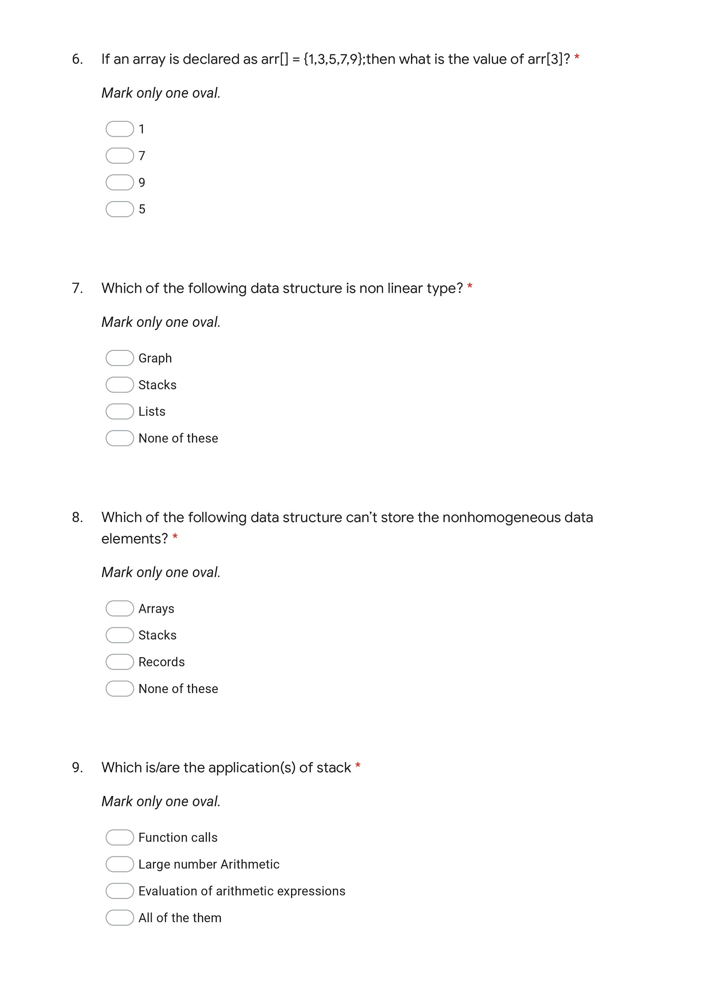 6. If an array is declared as arr[] = {1,3,5,7,9};then what is the value of arr[3]? *
Mark only one oval.
1
7
9
5
7. Which of the following data structure is non linear type? *
Mark only one oval.
Graph
Stacks
Lists
None of these
8. Which of the following data structure can’t store the nonhomogeneous data
elements? *
Mark only one oval.
Arrays
Stacks
Records
None of these
9. Which is/are the application(s) of stack *
Mark only one oval.
Function calls
Large number Arithmetic
Evaluation of arithmetic expressions
All of the them